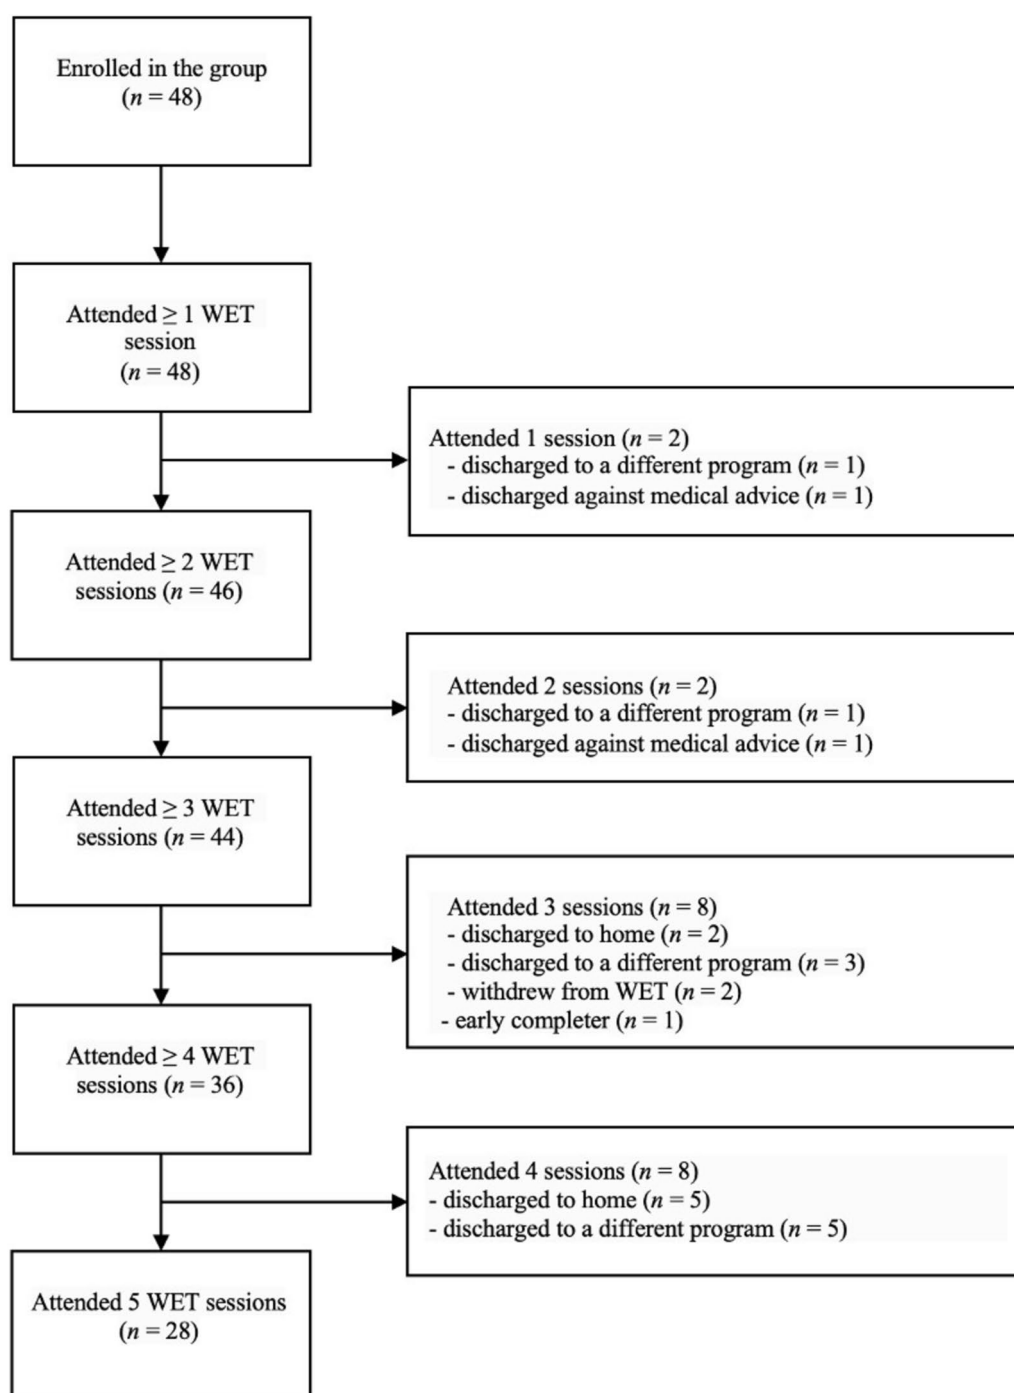 Enrolled in the group
(n = 48)
Attended ≥ 1 WET
session
(n = 48)
Attended 1 session (n = 2)
- discharged to a different program (n = 1)
- discharged against medical advice (n = 1)
Attended ≥ 2 WET
sessions (n = 46)
Attended 2 sessions (n = 2)
- discharged to a different program (n = 1)
- discharged against medical advice (n = 1)
Attended ≥ 3 WET
sessions (n = 44)
Attended 3 sessions (n = 8)
- discharged to home (n = 2)
- discharged to a different program (n = 3)
- withdrew from WET (n = 2)
- early completer (n = 1)
Attended ≥ 4 WET
sessions (n = 36)
Attended 4 sessions (n = 8)
- discharged to home (n = 5)
- discharged to a different program (n = 5)
Attended 5 WET sessions
(n = 28)